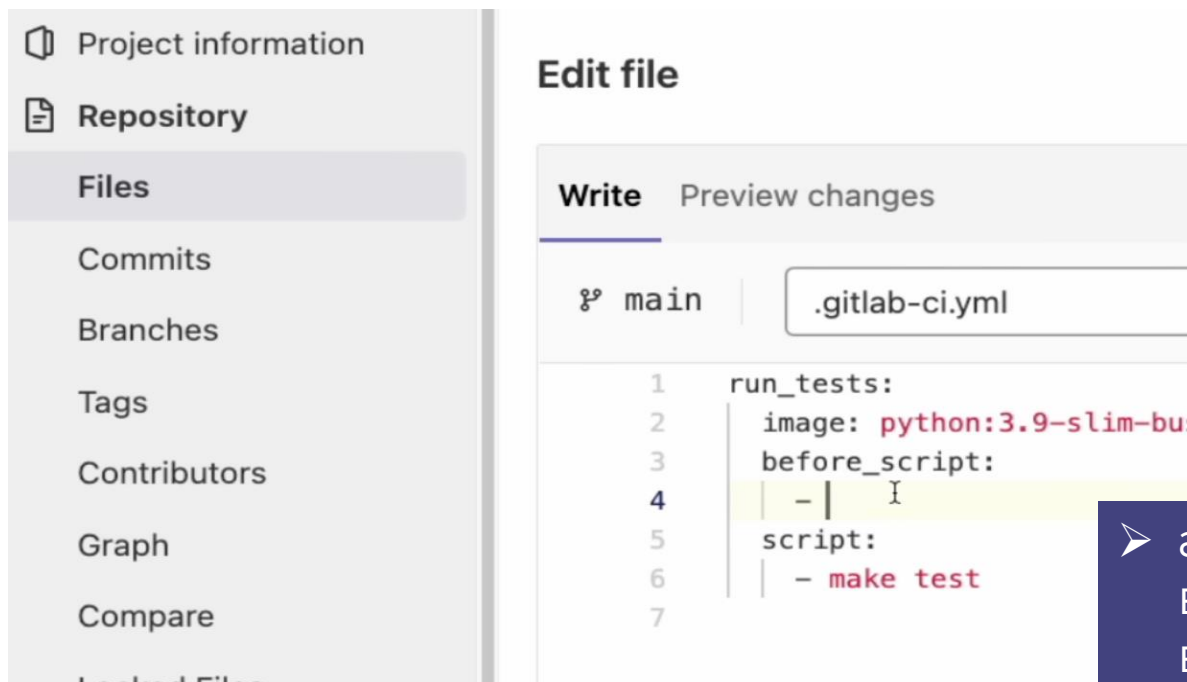 Project information
Repository
Files
Commits
Branches
Tags
Contributors
Graph
Compare
Edit file
Write Preview changes
main .gitlab-ci.yml
1 run_tests:
2 image: python:3.9-slim-bu
3 before_script:
4 -
5 script:
6 - make test
7